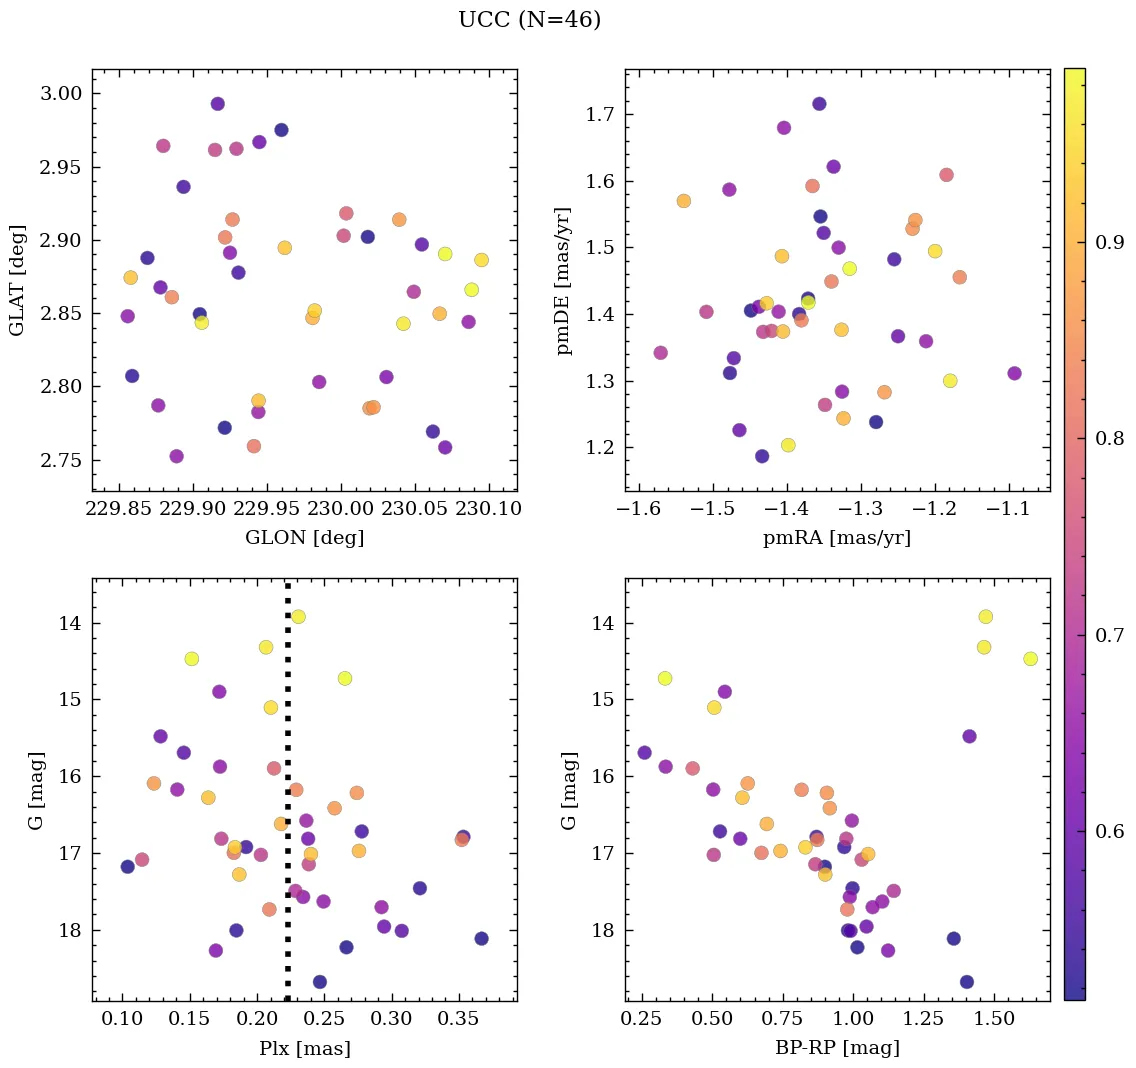 UCC (N=46)
3.00
2.95
2.90
2.85
2.80
2.75
GLAT [deg]
229.85 229.90 229.95 230.00 230.05 230.10
GLON [deg]
1.7
1.6
1.5
1.4
1.3
1.2
pmDE [mas/yr]
−1.6 −1.5 −1.4 −1.3 −1.2 −1.1
pmRA [mas/yr]
14
15
16
17
18
G [mag]
0.10 0.15 0.20 0.25 0.30 0.35
Plx [mas]
14
15
16
17
18
G [mag]
0.25 0.50 0.75 1.00 1.25 1.50
BP-RP [mag]
0.9
0.8
0.7
0.6